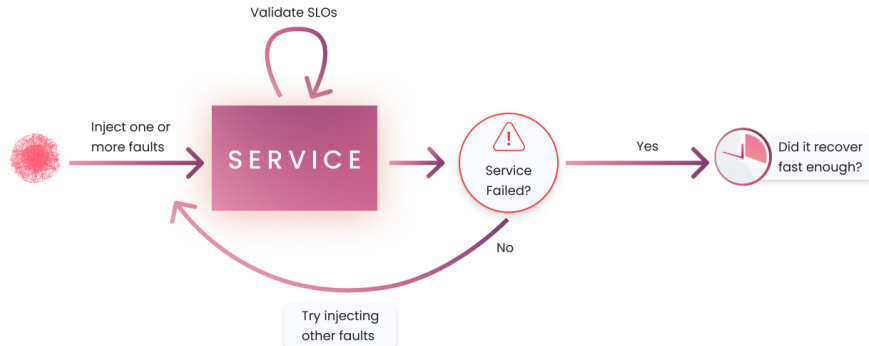 Validate SLOs
Inject one or
more faults
SERVICE
!
Service
Failed?
Yes
Did it recover
fast enough?
No
Try injecting
other faults